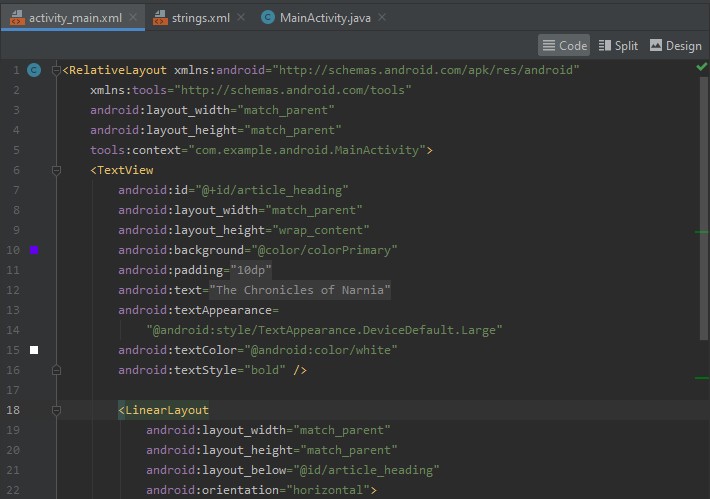 activity_main.xml strings.xml MainActivity.java
Code Split Design
1 <RelativeLayout xmlns:android="http://schemas.android.com/apk/res/android"
2 xmlns:tools="http://schemas.android.com/tools"
3 android:layout_width="match_parent"
4 android:layout_height="match_parent"
5 tools:context="com.example.android.MainActivity">
6 <TextView
7 android:id="@+id/article_heading"
8 android:layout_width="match_parent"
9 android:layout_height="wrap_content"
10 android:background="@color/colorPrimary"
11 android:padding="10dp"
12 android:text="The Chronicles of Narnia"
13 android:textAppearance=
14 "@android:style/TextAppearance.DeviceDefault.Large"
15 android:textColor="@android:color/white"
16 android:textStyle="bold" />
17
18 <LinearLayout
19 android:layout_width="match_parent"
20 android:layout_height="match_parent"
21 android:layout_below="@id/article_heading"
22 android:orientation="horizontal">